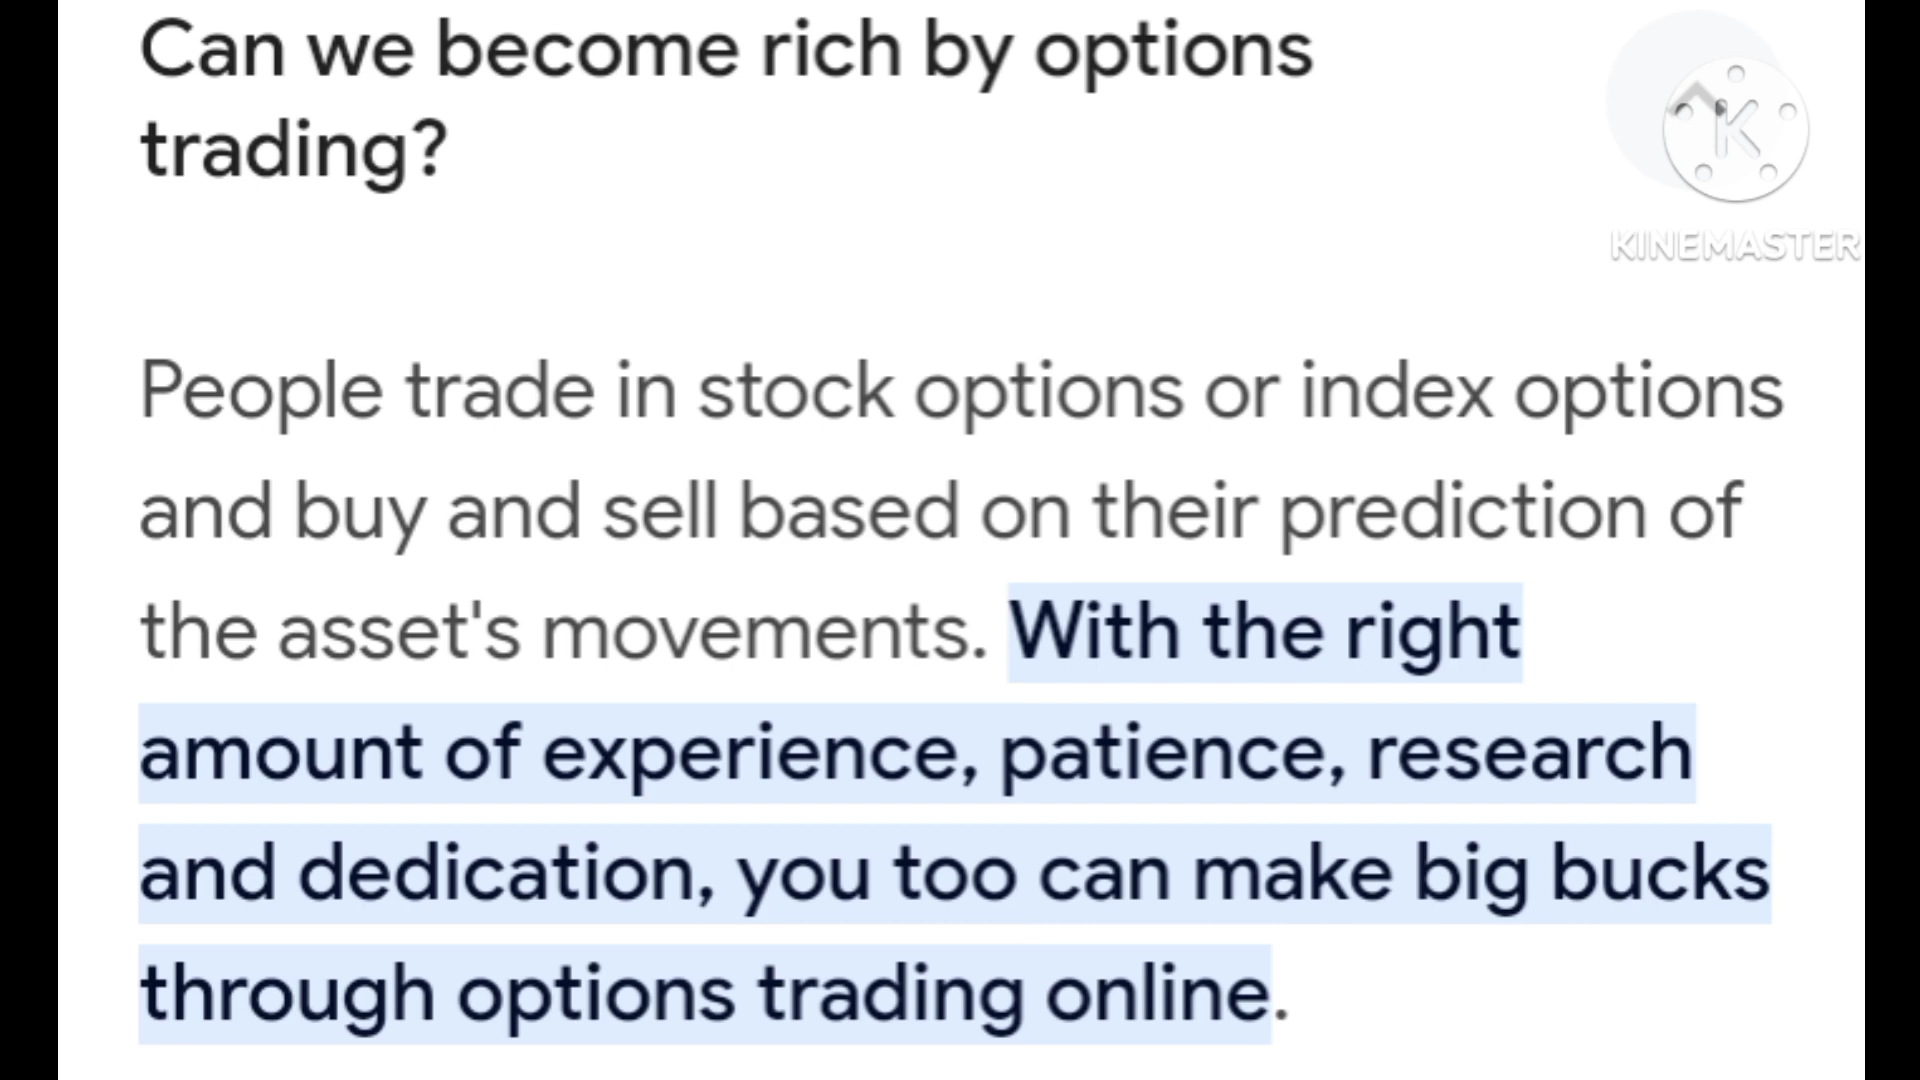 Can we become rich by options
trading?
K
KINEMASTER
People trade in stock options or index options
and buy and sell based on their prediction of
the asset's movements. With the right
amount of experience, patience, research
and dedication, you too can make big bucks
through options trading online.